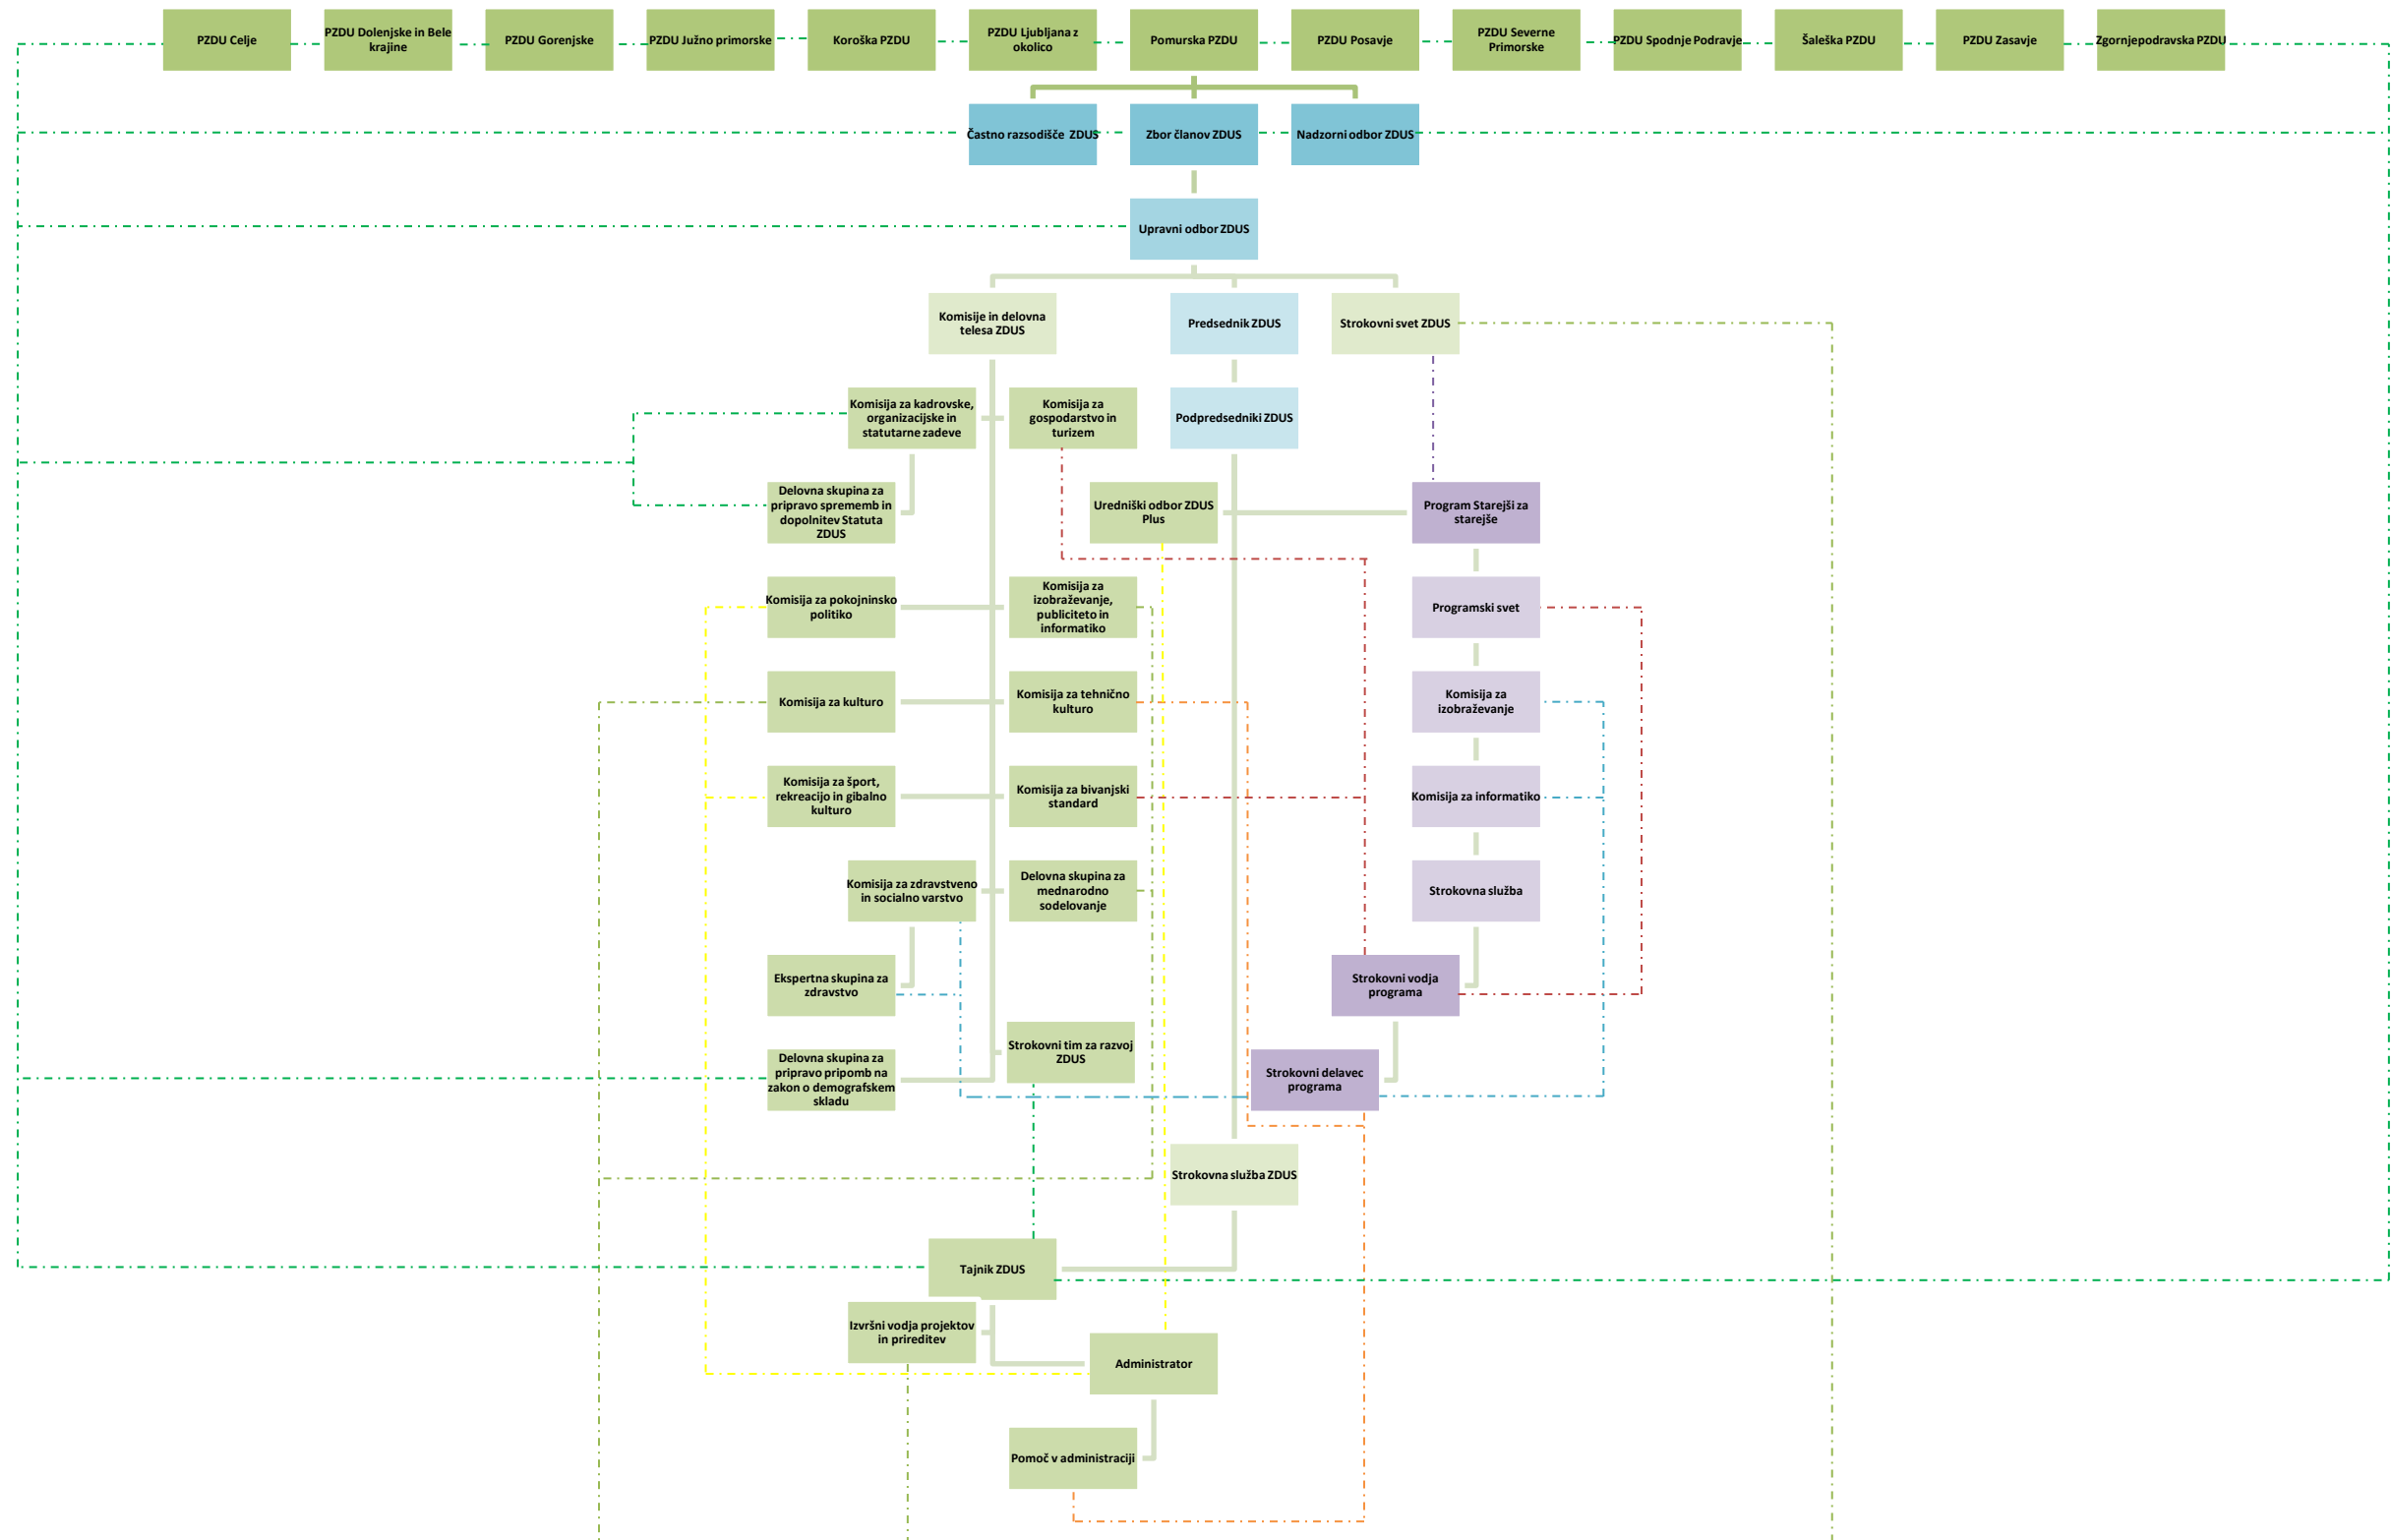 PZDU Celje
PZDU Dolenjske in Bele
krajine
PZDU Gorenjske
PZDU Južno primorske
Koroška PZDU
PZDU Ljubljana z
okolico
Pomurska PZDU
PZDU Posavje
PZDU Severne
Primorske
PZDU Spodnje Podravje
Šaleška PZDU
PZDU Zasavje
Zgornjepodravska PZDU
Častno razsodišče ZDUS
Zbor članov ZDUS
Nadzorni odbor ZDUS
Upravni odbor ZDUS
Komisije in delovna
telesa ZDUS
Predsednik ZDUS
Strokovni svet ZDUS
Komisija za kadrovske,
organizacijske in
statutarne zadeve
Komisija za
gospodarstvo in
turizem
Podpredsedniki ZDUS
Delovna skupina za
pripravo sprememb in
dopolnitev Statuta
ZDUS
Uredniški odbor ZDUS
Plus
Program Starejši za
starejše
Komisija za pokojninsko
politiko
Komisija za
izobraževanje,
publiciteto in
informatiko
Programski svet
Komisija za kulturo
Komisija za tehnično
kulturo
Komisija za
izobraževanje
Komisija za šport,
rekreacijo in gibalno
kulturo
Komisija za bivanjski
standard
Komisija za informatiko
Komisija za zdravstveno
in socialno varstvo
Delovna skupina za
mednarodno
sodelovanje
Strokovna služba
Ekspertna skupina za
zdravstvo
Strokovni vodja
programa
Strokovni tim za razvoj
ZDUS
Delovna skupina za
pripravo pripomb na
zakon o demografskem
skladu
Strokovni delavec
programa
Strokovna služba ZDUS
Tajnik ZDUS
Izvršni vodja projektov
in prireditev
Administrator
Pomoč v administraciji